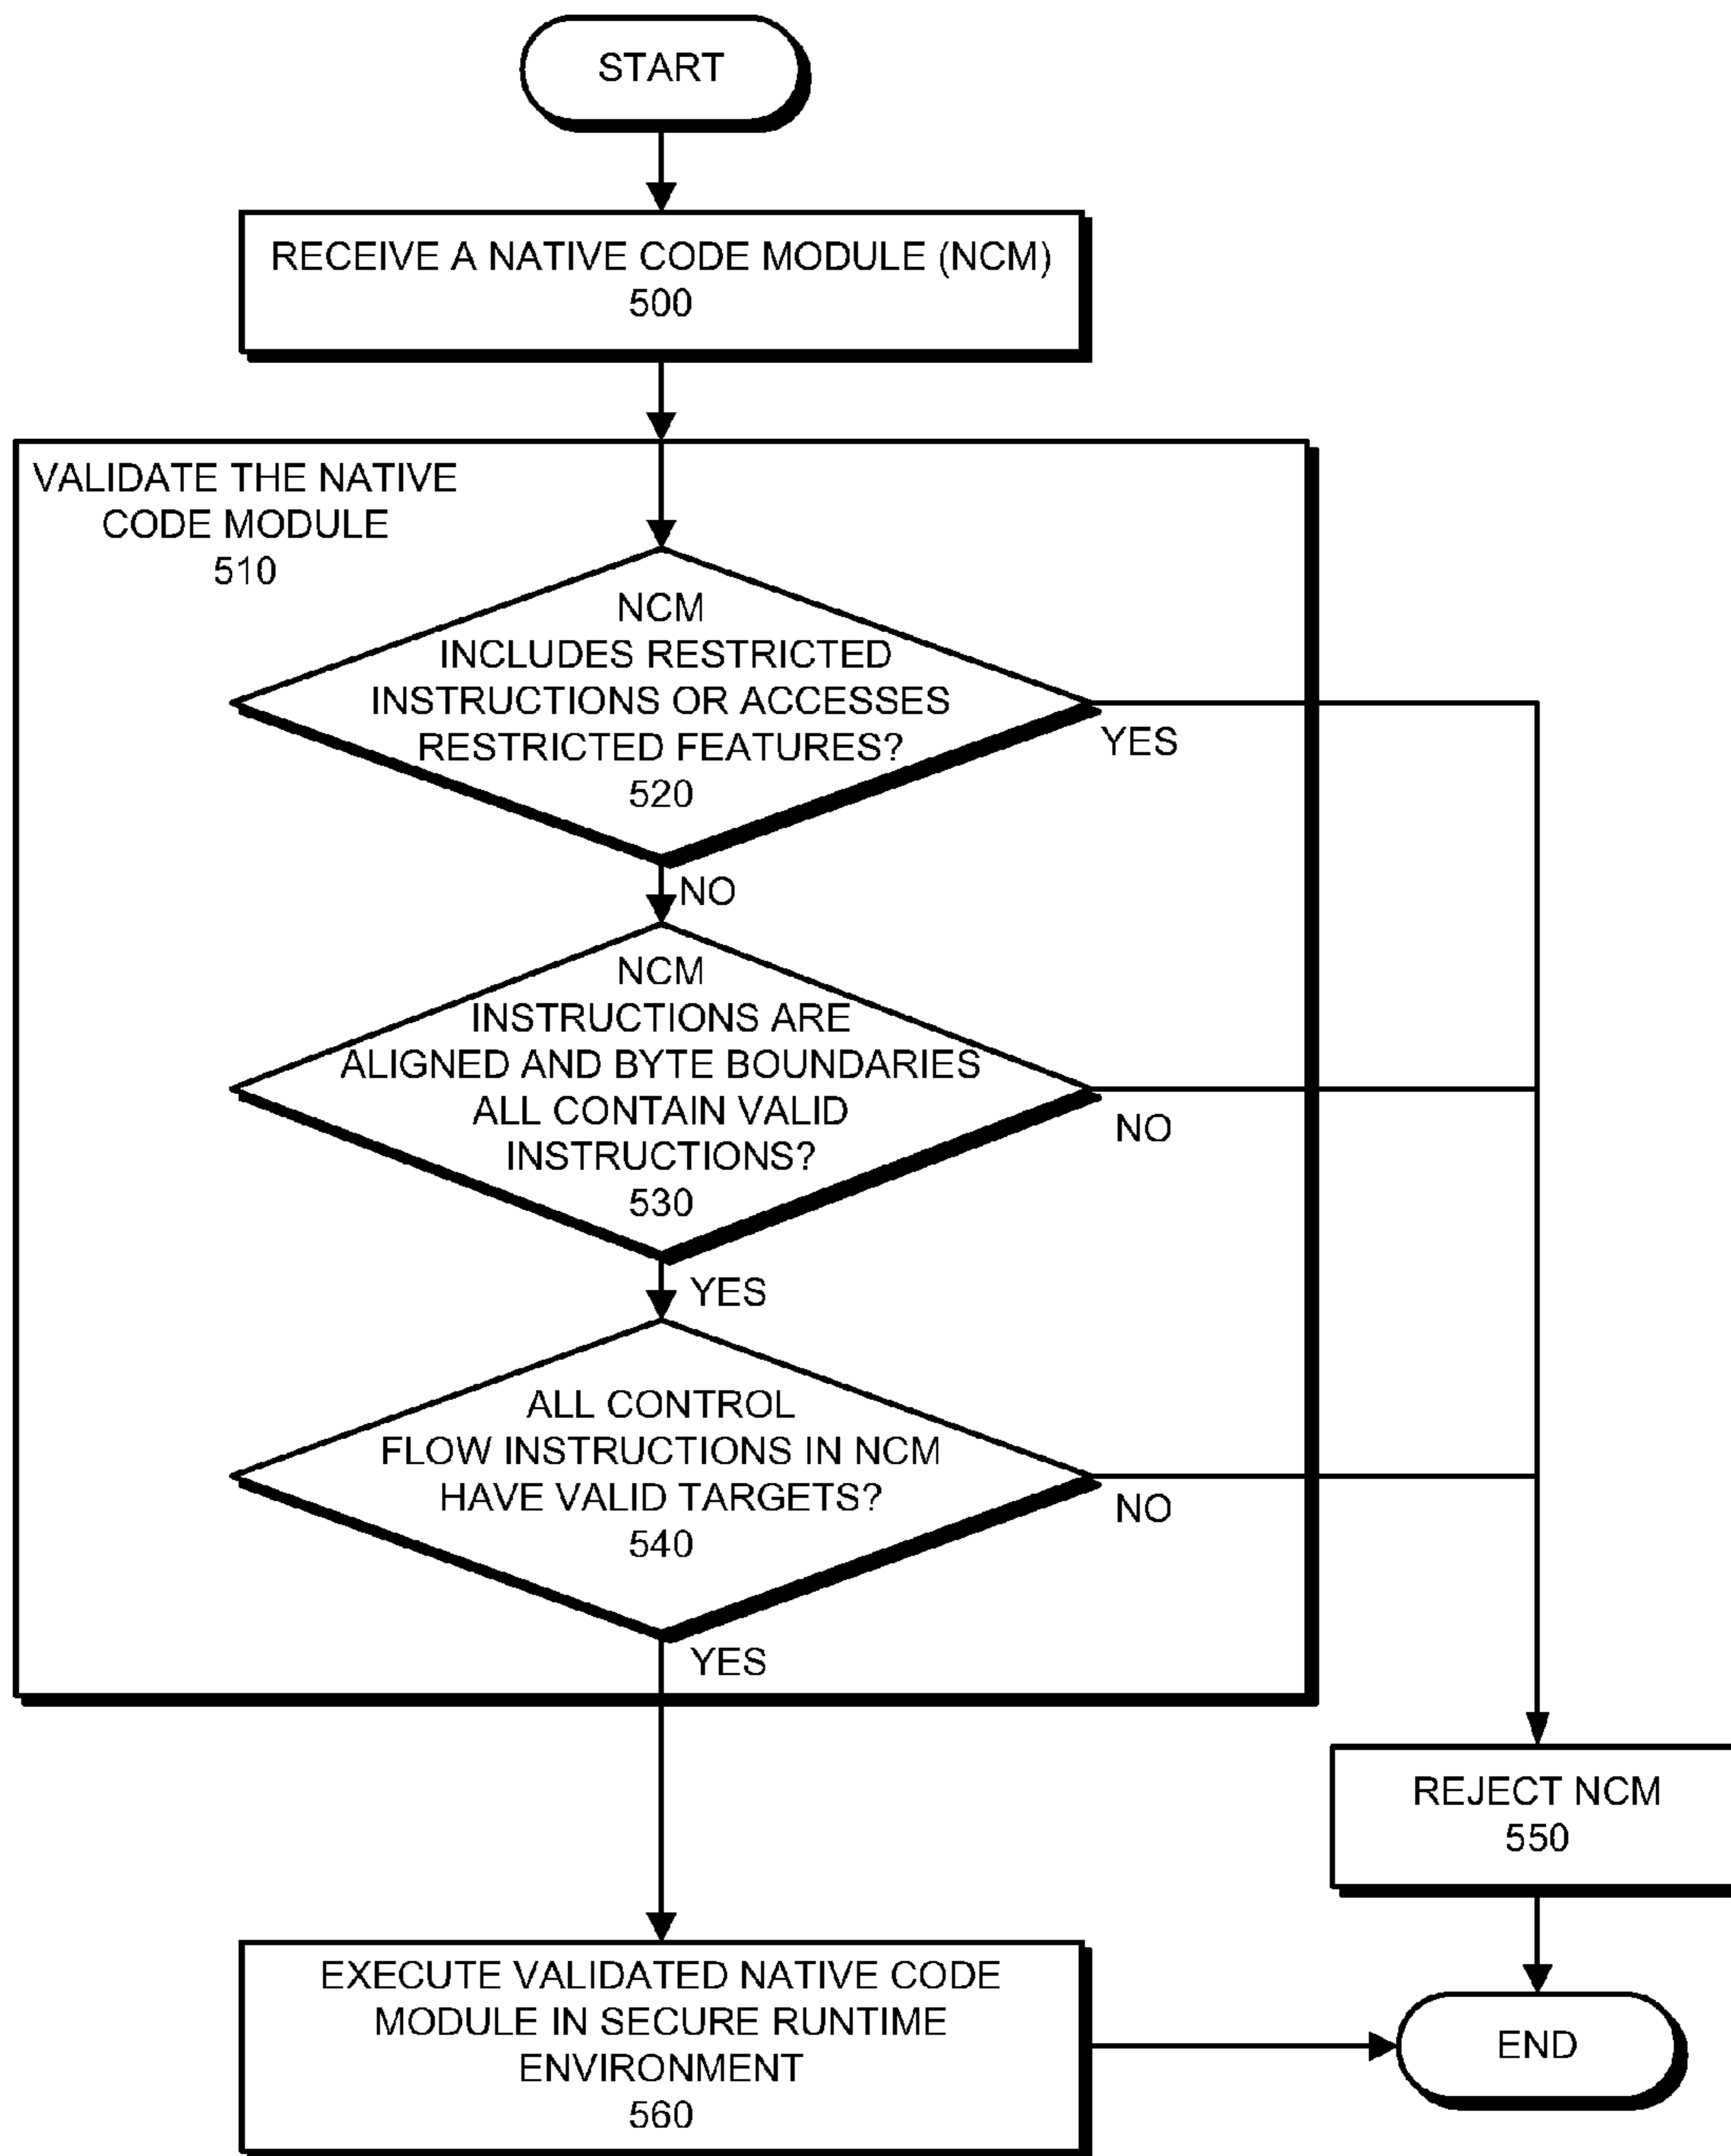 START
RECEIVE A NATIVE CODE MODULE (NCM)
500
VALIDATE THE NATIVE
CODE MODULE
510
NCM
INCLUDES RESTRICTED
INSTRUCTIONS OR ACCESSES
RESTRICTED FEATURES?
520
YES
NO
NCM
INSTRUCTIONS ARE
ALIGNED AND BYTE BOUNDARIES
ALL CONTAIN VALID
INSTRUCTIONS?
530
NO
YES
ALL CONTROL
FLOW INSTRUCTIONS IN NCM
HAVE VALID TARGETS?
540
NO
YES
REJECT NCM
550
EXECUTE VALIDATED NATIVE CODE
MODULE IN SECURE RUNTIME
ENVIRONMENT
560
END